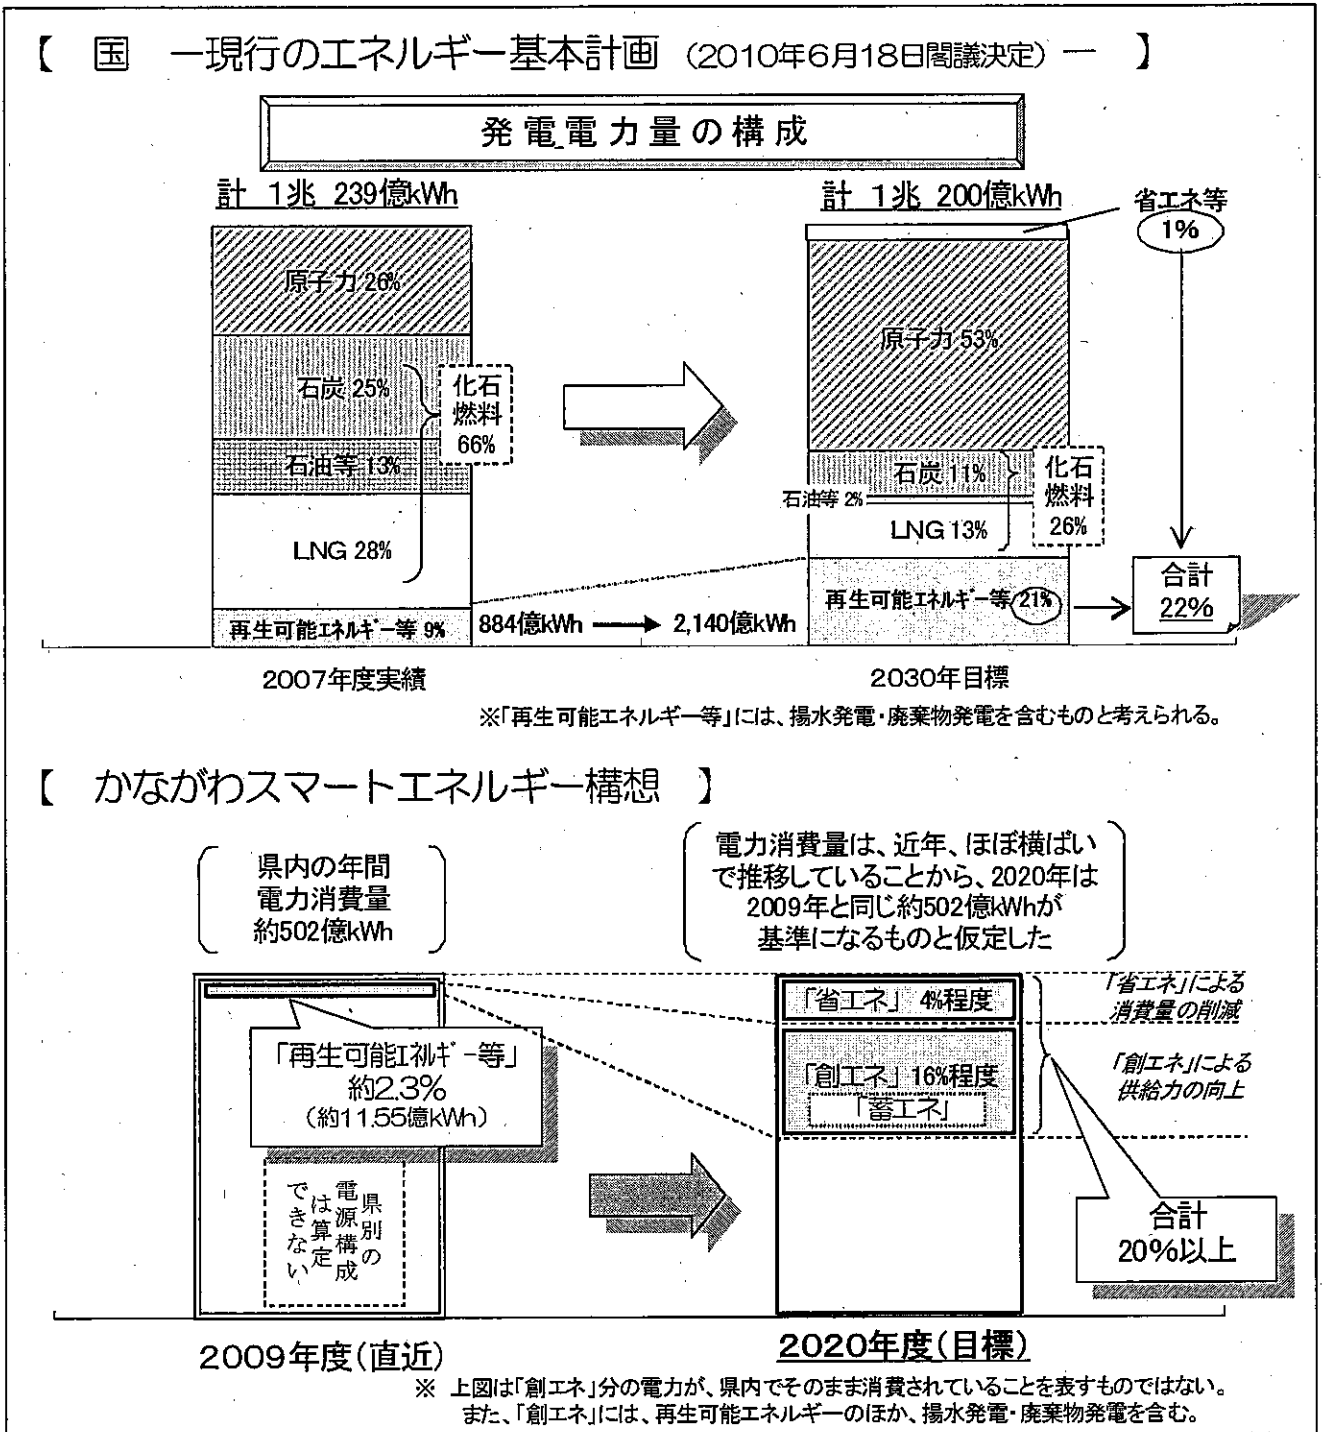 【 国 ー現行のエネルギー基本計画 (2010年6月18日閣議決定) ー 】
発電電力量の構成
計 1兆 239億kWh
計 1兆 200億kWh
省エネ等
1%
原子力 26%
石炭 25%
石油等 13%
LNG 28%
再生可能エネルギー等 9%
化石
燃料
66%
原子力 53%
石炭 11%
石油等 2%
LNG 13%
再生可能エネルギー等 21%
化石
燃料
26%
合計
22%
884億kWh → 2,140億kWh
2007年度実績
2030年目標
※「再生可能エネルギー等」には、揚水発電・廃棄物発電を含むものと考えられる。
【 かながわスマートエネルギー構想 】
県内の年間
電力消費量
約502億kWh
電力消費量は、近年、ほぼ横ばい
で推移していることから、2020年は
2009年と同じ約502億kWhが
基準になるものと仮定した
「再生可能エネルギー等」
約2.3%
(約11.55億kWh)
県別の
電源構成
は算定
できない
「省エネ」 4%程度
「創エネ」 16%程度
「蓄エネ」
「省エネ」による
消費量の削減
「創エネ」による
供給力の向上
合計
20%以上
2009年度(直近)
2020年度(目標)
※ 上図は「創エネ」分の電力が、県内でそのまま消費されていることを表すものではない。
また、「創エネ」には、再生可能エネルギーのほか、揚水発電・廃棄物発電を含む。